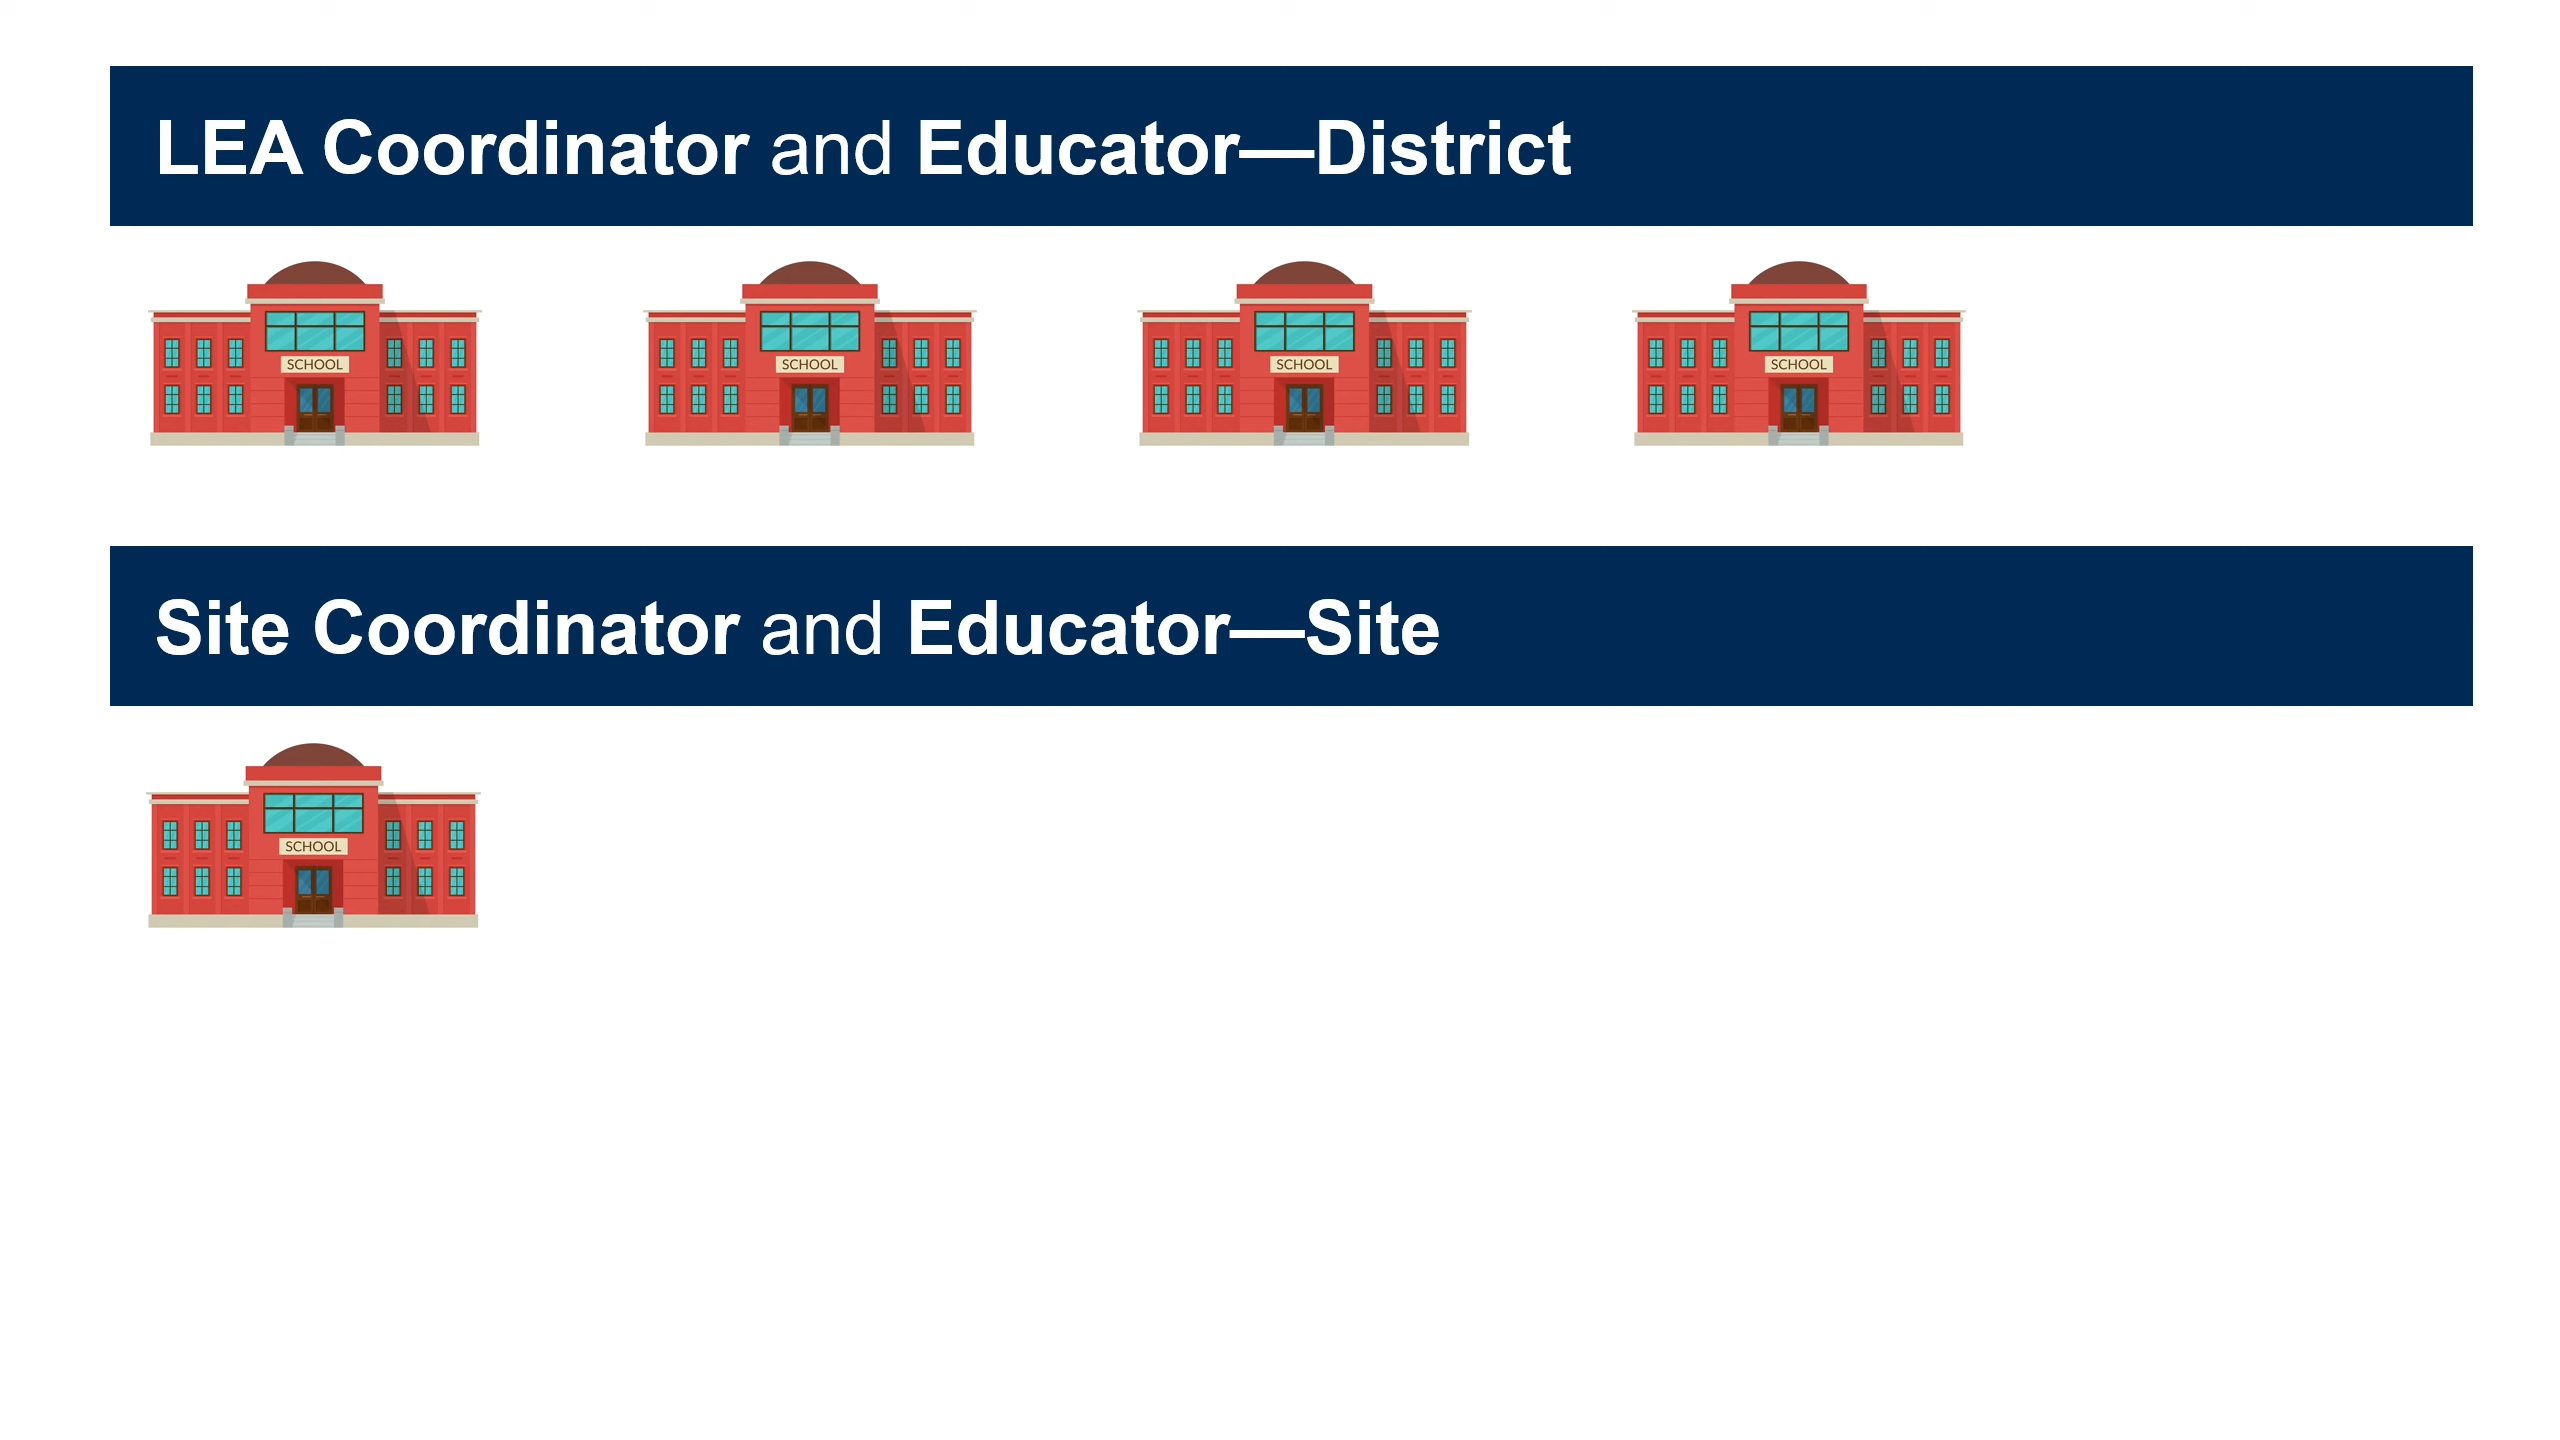 LEA Coordinator and Educator—District
SCHOOL SCHOOL SCHOOL SCHOOL
Site Coordinator and Educator—Site
SCHOOL